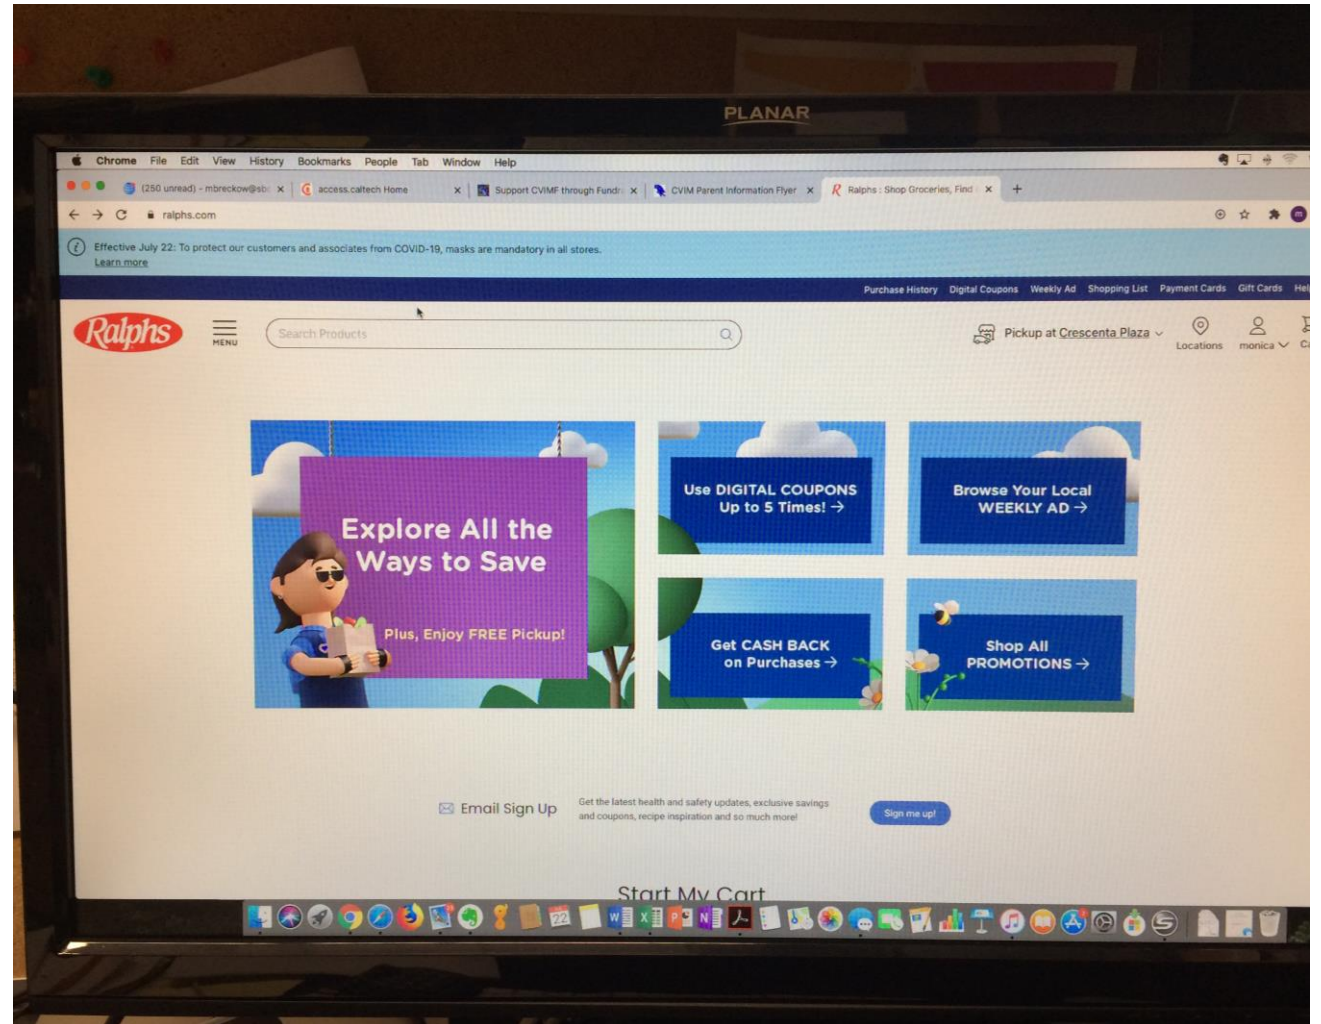 PLANAR
Chrome File Edit View History Bookmarks People Tab Window Help
(250 unread) - mbreckow@sbc
access.caltech Home
Support CVIMF through Fundr
CVIM Parent Information Flyer
Ralphs : Shop Groceries, Find
ralphs.com
m
Effective July 22: To protect our customers and associates from COVID-19, masks are mandatory in all stores.
Learn more
Purchase History Digital Coupons Weekly Ad Shopping List Payment Cards Gift Cards Hel
Ralphs
MENU
Search Products
Pickup at Crescenta Plaza
Locations
monica
Ca
Explore All the
Ways to Save
Plus, Enjoy FREE Pickup!
Use DIGITAL COUPONS
Up to 5 Times! →
Browse Your Local
WEEKLY AD →
Get CASH BACK
on Purchases →
Shop All
PROMOTIONS →
Email Sign Up
Get the latest health and safety updates, exclusive savings
and coupons, recipe inspiration and so much more!
Sign me up!
Start My Cart
22
W
X
P
N